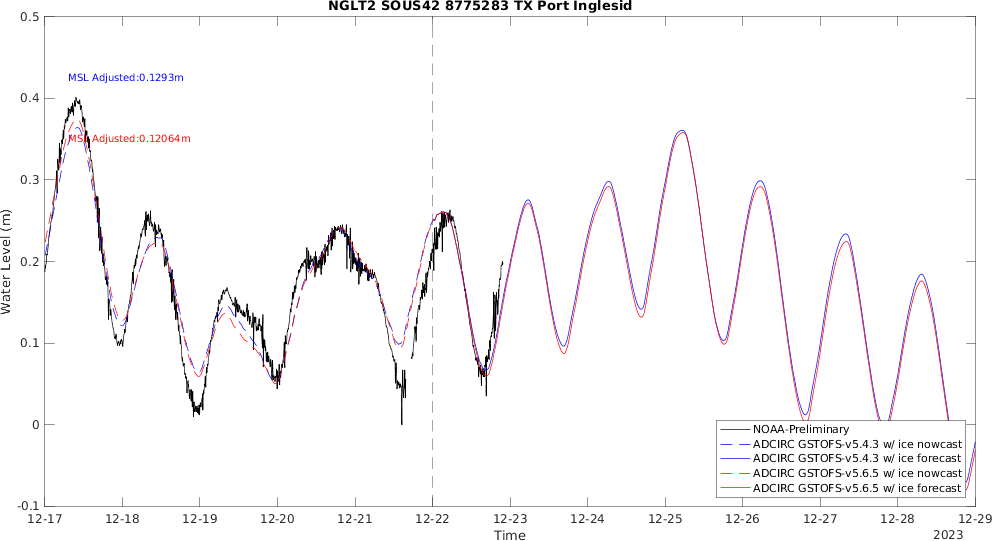 NGLT2 SOUS42 8775283 TX Port Inglesid
0.5
0.4
0.3
0.2
0.1
0
-0.1
Water Level (m)
MSL Adjusted:0.1293m
MSL Adjusted:0.12064m
NOAA-Preliminary
ADCIRC GSTOFS-v5.4.3 w/ ice nowcast
ADCIRC GSTOFS-v5.4.3 w/ ice forecast
ADCIRC GSTOFS-v5.6.5 w/ ice nowcast
ADCIRC GSTOFS-v5.6.5 w/ ice forecast
12-17 12-18 12-19 12-20 12-21 12-22 12-23 12-24 12-25 12-26 12-27 12-28 12-29
Time
2023